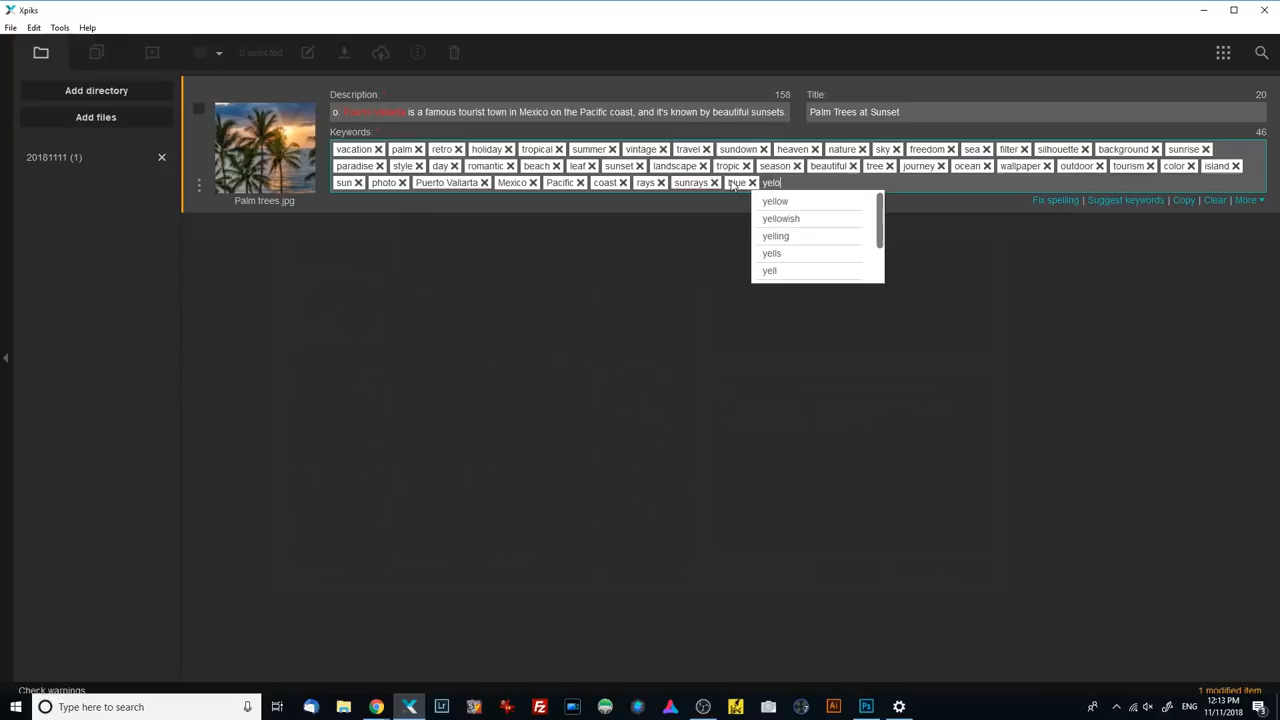 Xpiks
File Edit Tools Help
0 selected
Add directory
Add files
20181111 (1)
Description: * 158 Title: 20
o. Puerto Vallarta is a famous tourist town in Mexico on the Pacific coast, and it's known by beautiful sunsets. Palm Trees at Sunset
Keywords: * 46
vacation palm retro holiday tropical summer vintage travel sundown heaven nature sky freedom sea filter silhouette background sunrise
paradise style day romantic beach leaf sunset landscape tropic season beautiful tree journey ocean wallpaper outdoor tourism color island
sun photo Puerto Vallarta Mexico Pacific coast rays sunrays blue yelo
Palm trees.jpg
Fix spelling | Suggest keywords | Copy | Clear | More
yellow
yellowish
yelling
yells
yell
Check warnings 1 modified item
Type here to search
12:13 PM
11/11/2018